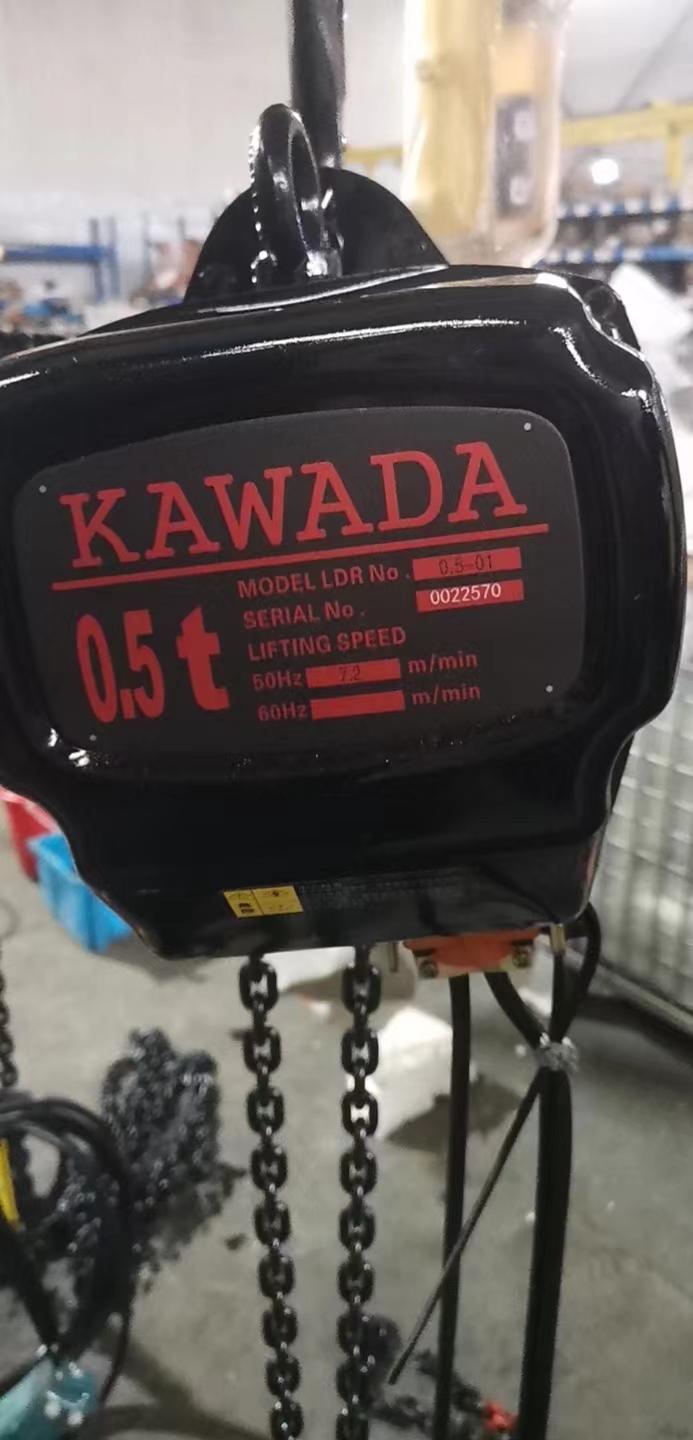 KAWADA
MODEL LDR No. 0.5-01
SERIAL No. 0022570
0.5t
LIFTING SPEED
50Hz 7.2 m/min
60Hz m/min